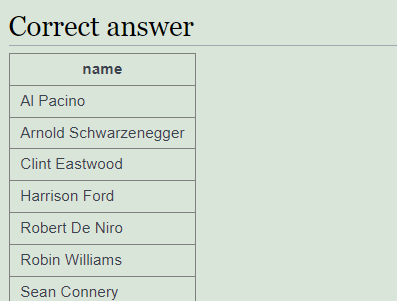 Correct answer
name
Al Pacino
Arnold Schwarzenegger
Clint Eastwood
Harrison Ford
Robert De Niro
Robin Williams
Sean Connery